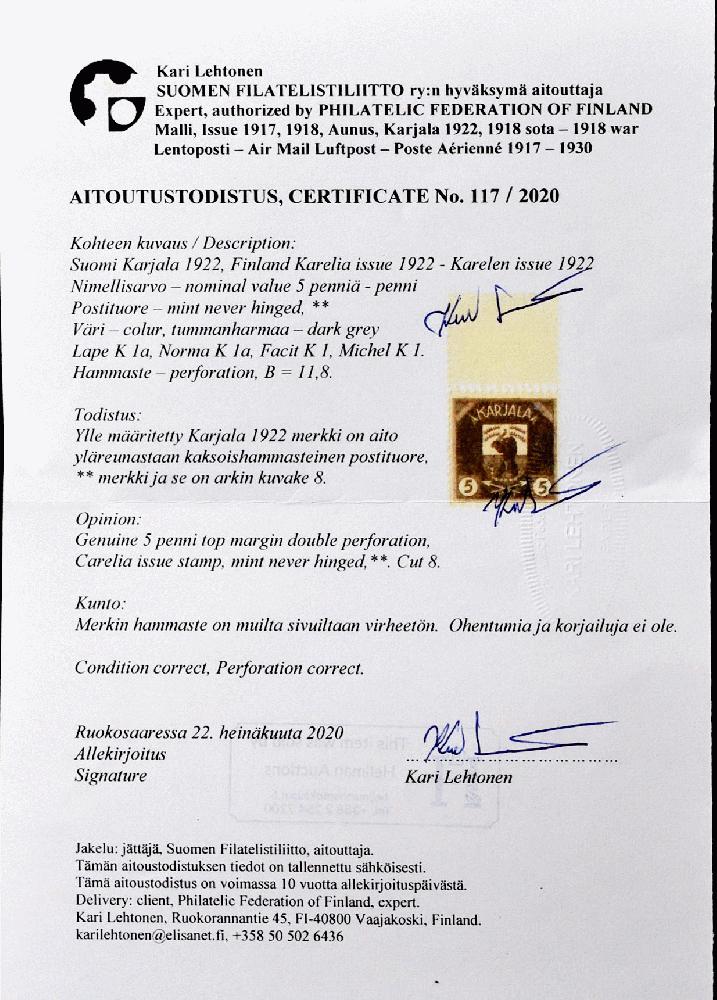 Kari Lehtonen
SUOMEN FILATELISTILIITTO ry:n hyväksymä aitouttaja
Expert, authorized by PHILATELIC FEDERATION OF FINLAND
Malli, Issue 1917, 1918, Aunus, Karjala 1922, 1918 sota – 1918 war
Lentoposti – Air Mail Luftpost – Poste Aérienné 1917 – 1930
AITOUTUSTODISTUS, CERTIFICATE No. 117 / 2020
Kohteen kuvaus / Description:
Suomi Karjala 1922, Finland Karelia issue 1922 - Karelen issue 1922
Nimellisarvo – nominal value 5 penniä - penni
Postituore – mint never hinged, **
Väri – colur, tummanharmaa – dark grey
Lape K 1a, Norma K 1a, Facit K 1, Michel K 1.
Hammaste – perforation, B = 11,8.
KARJALA
5 5
Todistus:
Ylle määritetty Karjala 1922 merkki on aito
yläreunastaan kaksoishammasteinen postituore,
** merkki ja se on arkin kuvake 8.
Opinion:
Genuine 5 penni top margin double perforation,
Carelia issue stamp, mint never hinged,**. Cut 8.
Kunto:
Merkin hammaste on muilta sivuiltaan virheetön. Ohentumia ja korjailuja ei ole.
Condition correct, Perforation correct.
Ruokosaaressa 22. heinäkuuta 2020
Allekirjoitus
Signature
Kari Lehtonen
This item was sold by
Hellman Auctions
Jakelu: jättäjä, Suomen Filatelistiliitto, aitouttaja.
Tämän aitoustodistuksen tiedot on tallennettu sähköisesti.
Tämä aitoustodistus on voimassa 10 vuotta allekirjoituspäivästä.
Delivery: client, Philatelic Federation of Finland, expert.
Kari Lehtonen, Ruokorannantie 45, FI-40800 Vaajakoski, Finland.
karilehtonen@elisanet.fi, +358 50 502 6436